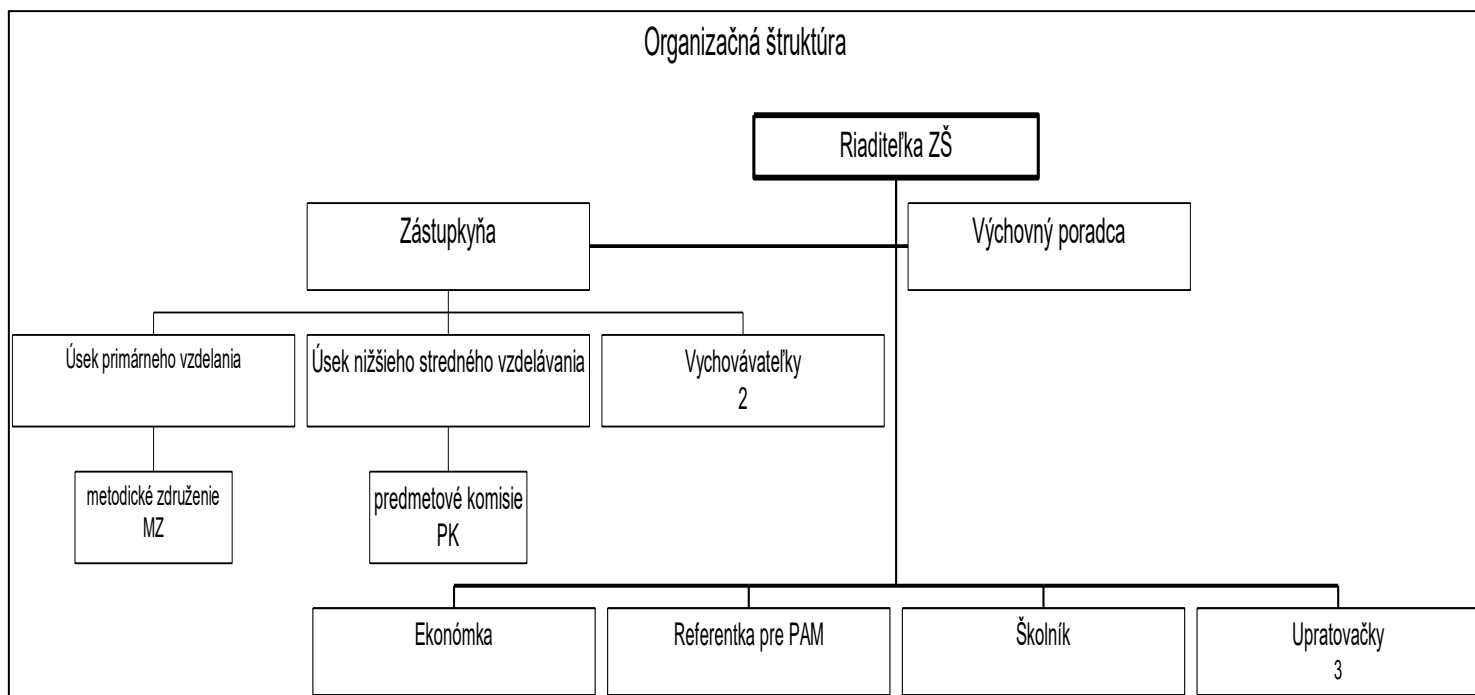 Organizačná štruktúra
Riaditeľka ZŠ
Zástupkyňa
Výchovný poradca
Úsek primárneho vzdelania
Úsek nižšieho stredného vzdelávania
Vychovávateľky
2
metodické združenie
MZ
predmetové komisie
PK
Ekonómka
Referentka pre PAM
Školník
Upratovačky
3